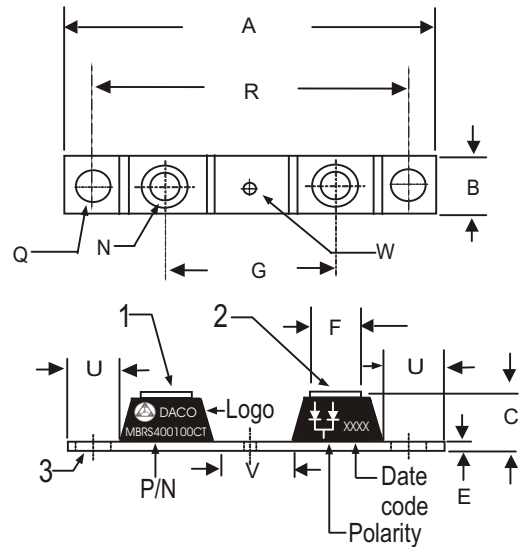 A
R
B
Q
N
G
W
1
2
F
U
U
C
DACO
Logo
MBRS400100CT
XXXX
3
P/N
V
Date
code
E
Polarity